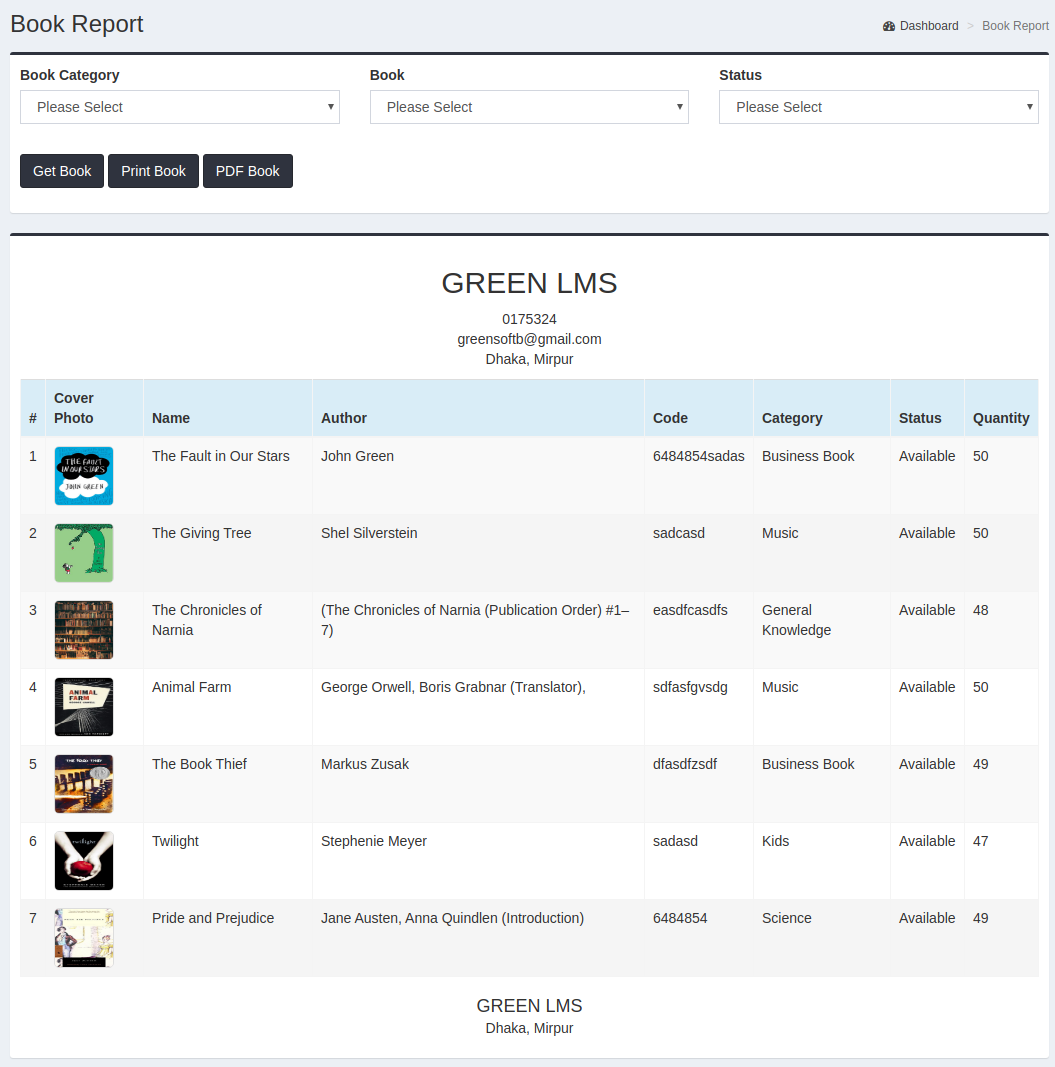 Book Report
Dashboard > Book Report
Book Category Book Status
Please Select Please Select Please Select
Get Book Print Book PDF Book
GREEN LMS
0175324
greensoftb@gmail.com
Dhaka, Mirpur
Cover
# Photo Name Author Code Category Status Quantity
1 The Fault in Our Stars John Green 6484854sadas Business Book Available 50
THE FAULT
IN OUR STARS
JOHN GREEN
2 The Giving Tree Shel Silverstein sadcasd Music Available 50
3 The Chronicles of (The Chronicles of Narnia (Publication Order) #1– easdfcasdfs General Available 48
Narnia 7) Knowledge
4 Animal Farm George Orwell, Boris Grabnar (Translator), sdfasfgvsdg Music Available 50
ANIMAL
FARM
5 The Book Thief Markus Zusak dfasdfzsdf Business Book Available 49
THE BOOK THIEF
6 Twilight Stephenie Meyer sadasd Kids Available 47
twilight
7 Pride and Prejudice Jane Austen, Anna Quindlen (Introduction) 6484854 Science Available 49
GREEN LMS
Dhaka, Mirpur